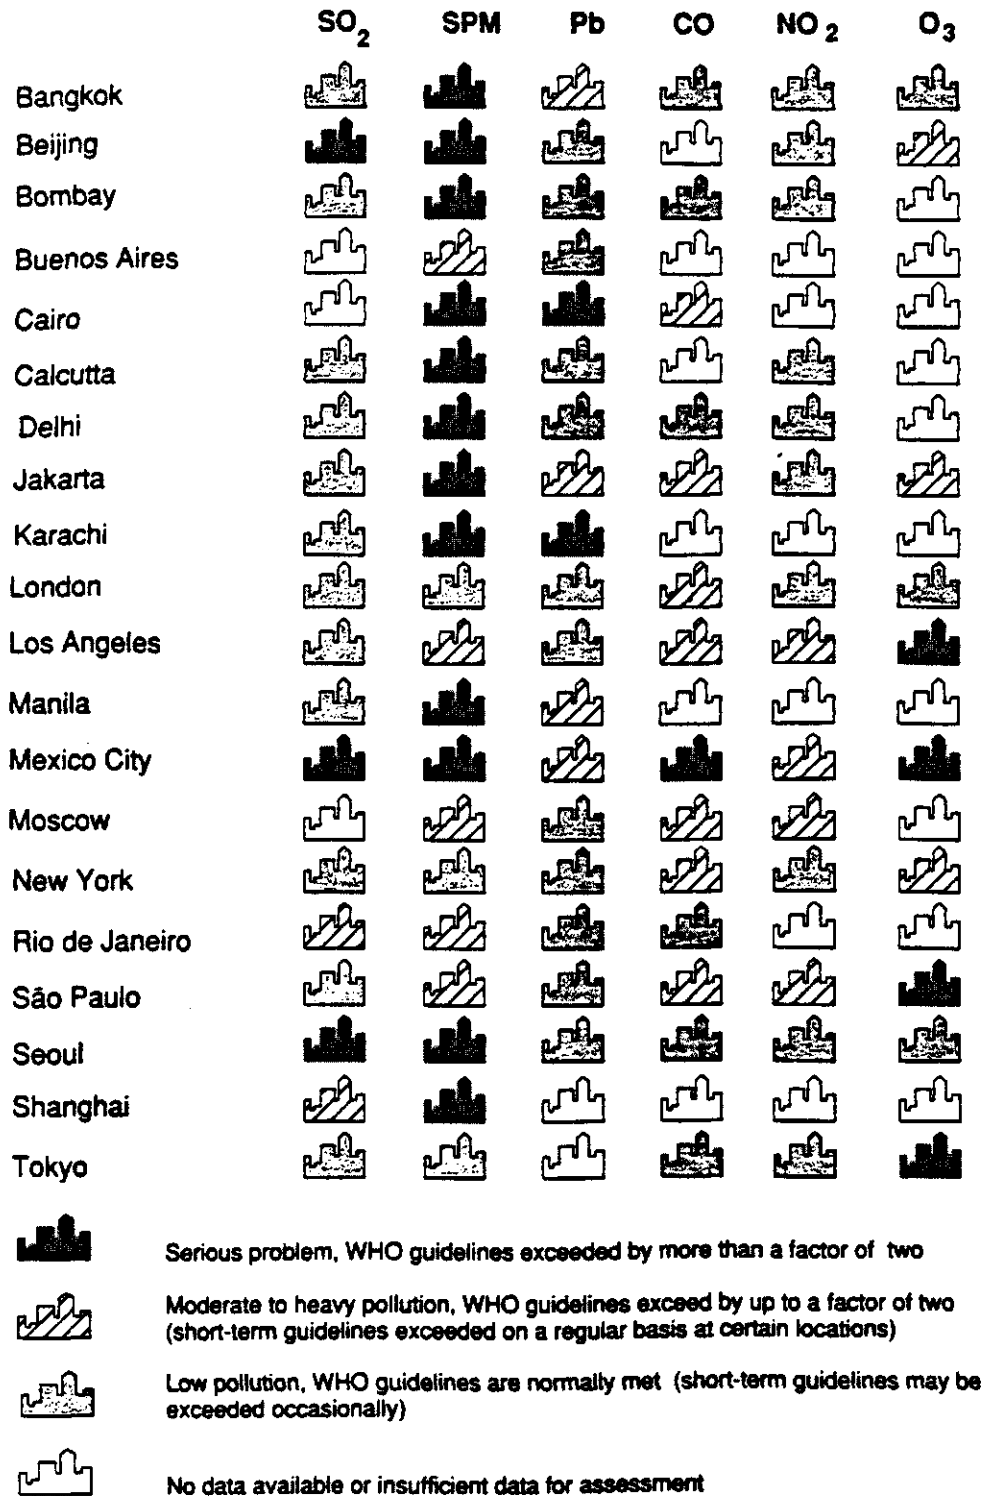 SO2 SPM Pb CO NO2 O3
Bangkok
Beijing
Bombay
Buenos Aires
Cairo
Calcutta
Delhi
Jakarta
Karachi
London
Los Angeles
Manila
Mexico City
Moscow
New York
Rio de Janeiro
São Paulo
Seoul
Shanghai
Tokyo
Serious problem, WHO guidelines exceeded by more than a factor of two
Moderate to heavy pollution, WHO guidelines exceed by up to a factor of two
(short-term guidelines exceeded on a regular basis at certain locations)
Low pollution, WHO guidelines are normally met (short-term guidelines may be
exceeded occasionally)
No data available or insufficient data for assessment